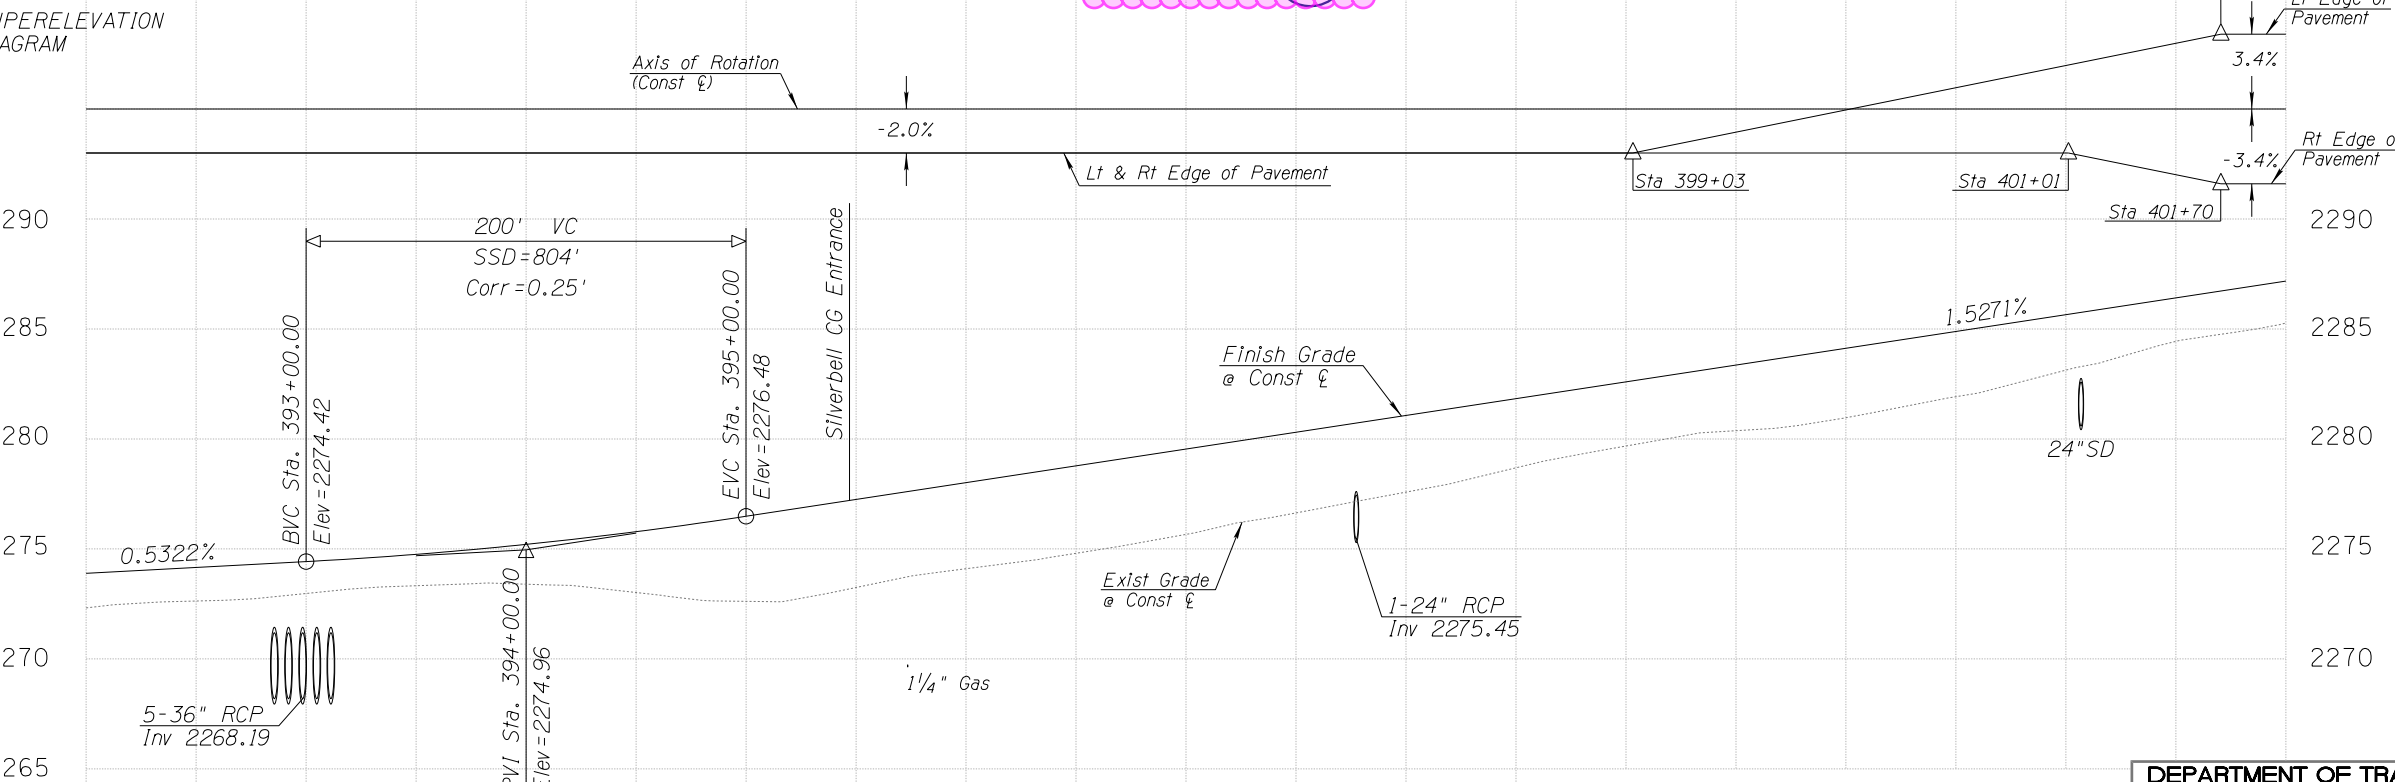 UPERELEVATION
AGRAM
Axis of Rotation
(Const ℄)
-2.0%
Lt & Rt Edge of Pavement
Lt Edge of
Pavement
3.4%
Rt Edge o
Pavement
-3.4%
Sta 399+03
Sta 401+01
Sta 401+70
290
2290
200' VC
SSD=804'
Corr=0.25'
BVC Sta. 393+00.00
Elev=2274.42
EVC Sta. 395+00.00
Elev=2276.48
Silverbell CG Entrance
285
2285
1.5271%
Finish Grade
@ Const ℄
280
2280
24"SD
275
2275
0.5322%
PVI Sta. 394+00.00
Elev=2274.96
Exist Grade
@ Const ℄
1-24" RCP
Inv 2275.45
270
2270
1¼" Gas
5-36" RCP
Inv 2268.19
265
DEPARTMENT OF TRA